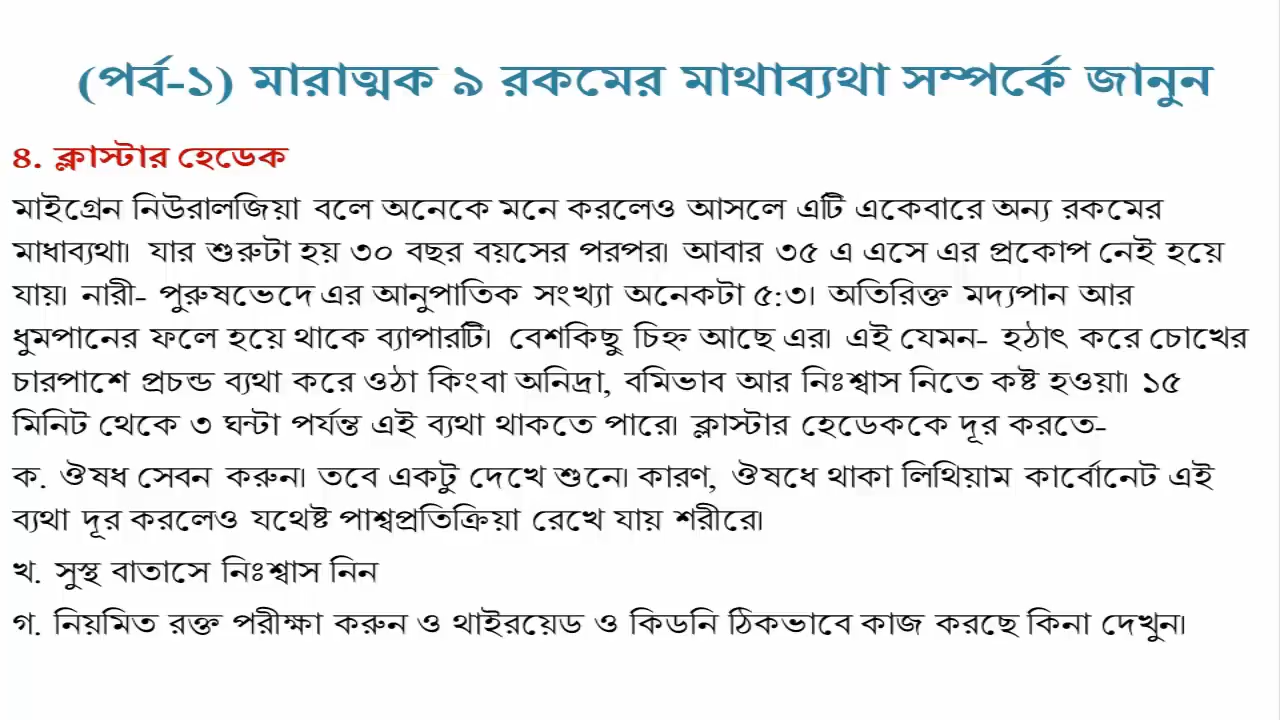 (পর্ব-১) মারাত্মক ৯ রকমের মাথাব্যথা সম্পর্কে জানুন
৪. ক্লাস্টার হেডেক
মাইগ্রেন নিউরালজিয়া বলে অনেকে মনে করলেও আসলে এটি একেবারে অন্য রকমের
মাধাব্যথা। যার শুরুটা হয় ৩০ বছর বয়সের পরপর। আবার ৩৫ এ এসে এর প্রকোপ নেই হয়ে
যায়। নারী- পুরুষভেদে এর আনুপাতিক সংখ্যা অনেকটা ৫:৩। অতিরিক্ত মদ্যপান আর
ধুমপানের ফলে হয়ে থাকে ব্যাপারটি। বেশকিছু চিহ্ন আছে এর। এই যেমন- হঠাৎ করে চোখের
চারপাশে প্রচন্ড ব্যথা করে ওঠা কিংবা অনিদ্রা, বমিভাব আর নিঃশ্বাস নিতে কষ্ট হওয়া। ১৫
মিনিট থেকে ৩ ঘন্টা পর্যন্ত এই ব্যথা থাকতে পারে। ক্লাস্টার হেডেককে দূর করতে-
ক. ঔষধ সেবন করুন। তবে একটু দেখে শুনে। কারণ, ঔষধে থাকা লিথিয়াম কার্বোনেট এই
ব্যথা দূর করলেও যথেষ্ট পাশ্বপ্রতিক্রিয়া রেখে যায় শরীরে।
খ. সুস্থ বাতাসে নিঃশ্বাস নিন
গ. নিয়মিত রক্ত পরীক্ষা করুন ও থাইরয়েড ও কিডনি ঠিকভাবে কাজ করছে কিনা দেখুন।